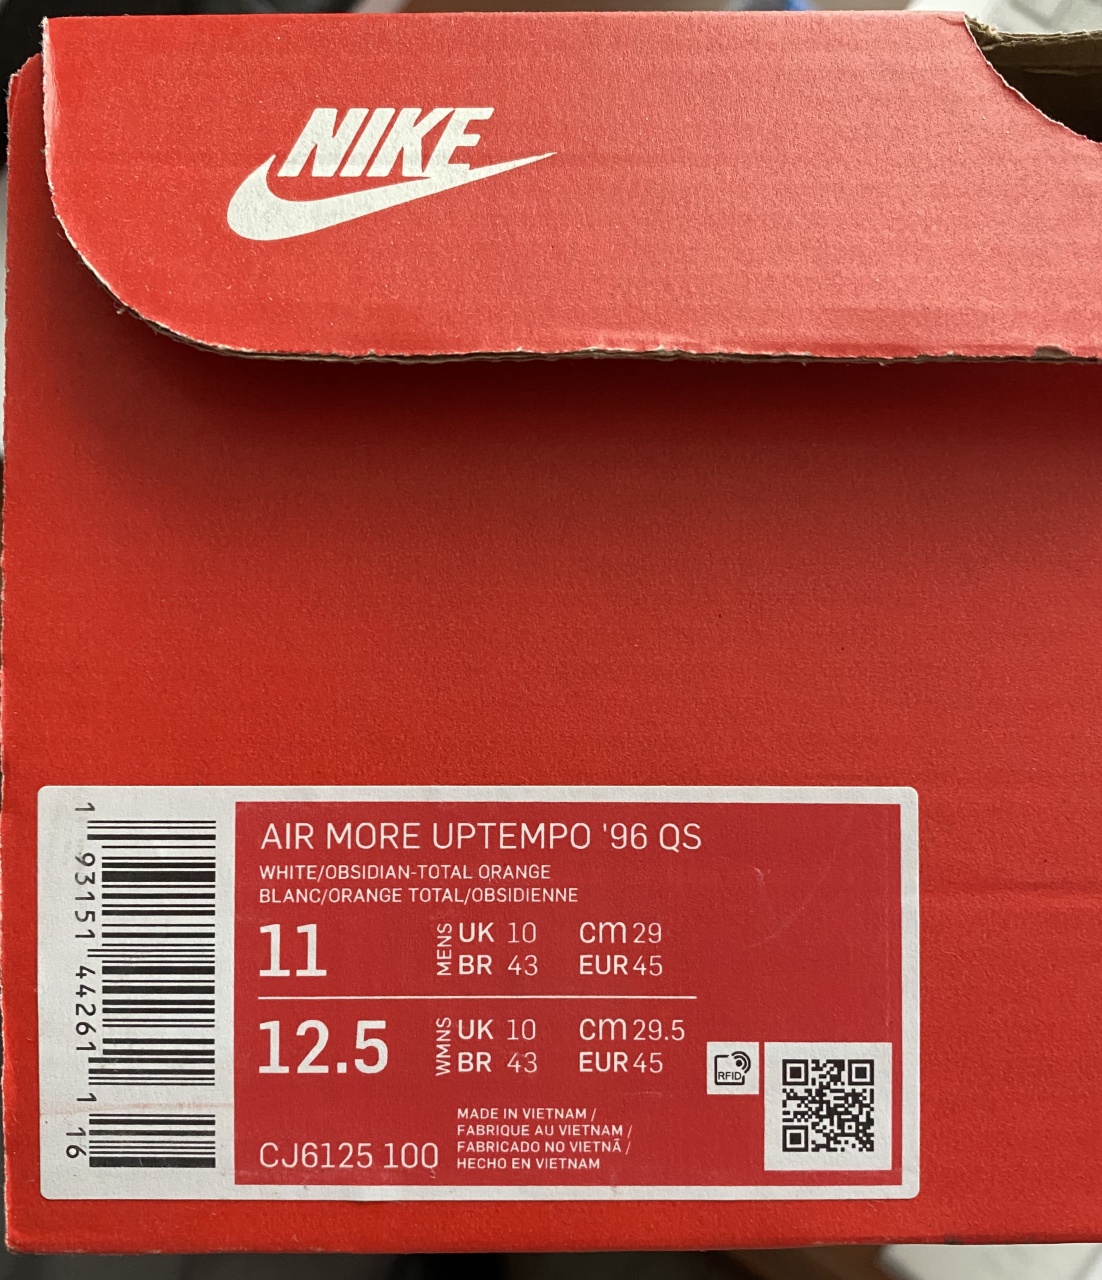 NIKE
AIR MORE UPTEMPO '96 QS
WHITE/OBSIDIAN-TOTAL ORANGE
BLANC/ORANGE TOTAL/OBSIDIENNE
11 MENS UK 10 CM 29
BR 43 EUR 45
12.5 WMNS UK 10 CM 29.5
BR 43 EUR 45
RFID
MADE IN VIETNAM /
FABRIQUE AU VIETNAM /
FABRICADO NO VIETNÃ /
HECHO EN VIETNAM
CJ6125 100
1 93151 44261 1 16